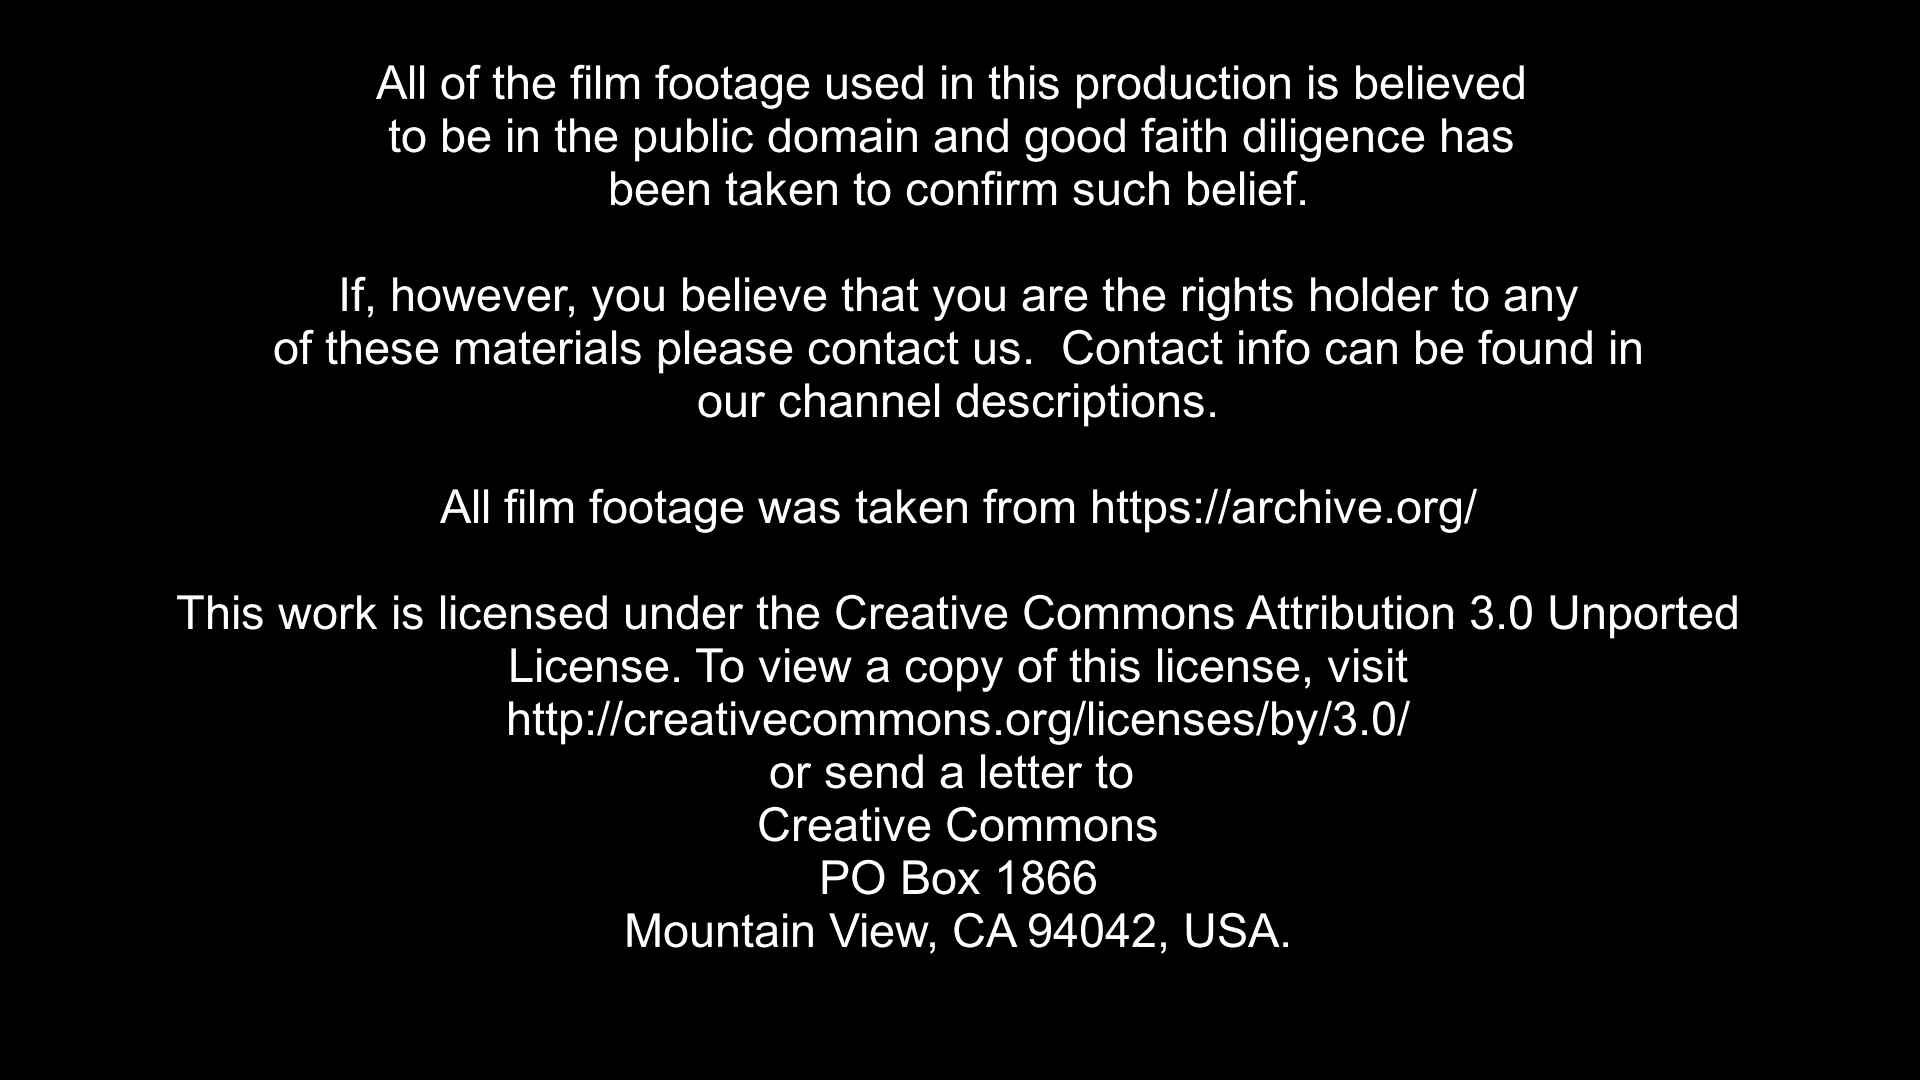 All of the film footage used in this production is believed
to be in the public domain and good faith diligence has
been taken to confirm such belief.
If, however, you believe that you are the rights holder to any
of these materials please contact us.  Contact info can be found in
our channel descriptions.
All film footage was taken from https://archive.org/
This work is licensed under the Creative Commons Attribution 3.0 Unported
License. To view a copy of this license, visit
http://creativecommons.org/licenses/by/3.0/
or send a letter to
Creative Commons
PO Box 1866
Mountain View, CA 94042, USA.